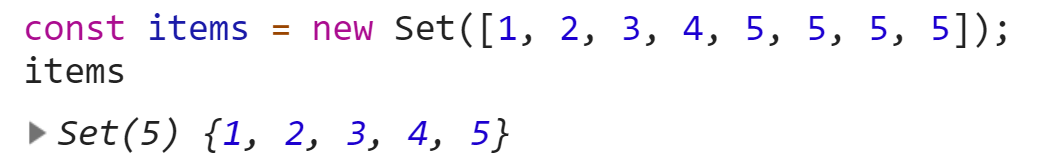 const items = new Set([1, 2, 3, 4, 5, 5, 5, 5]);
items
Set(5) {1, 2, 3, 4, 5}